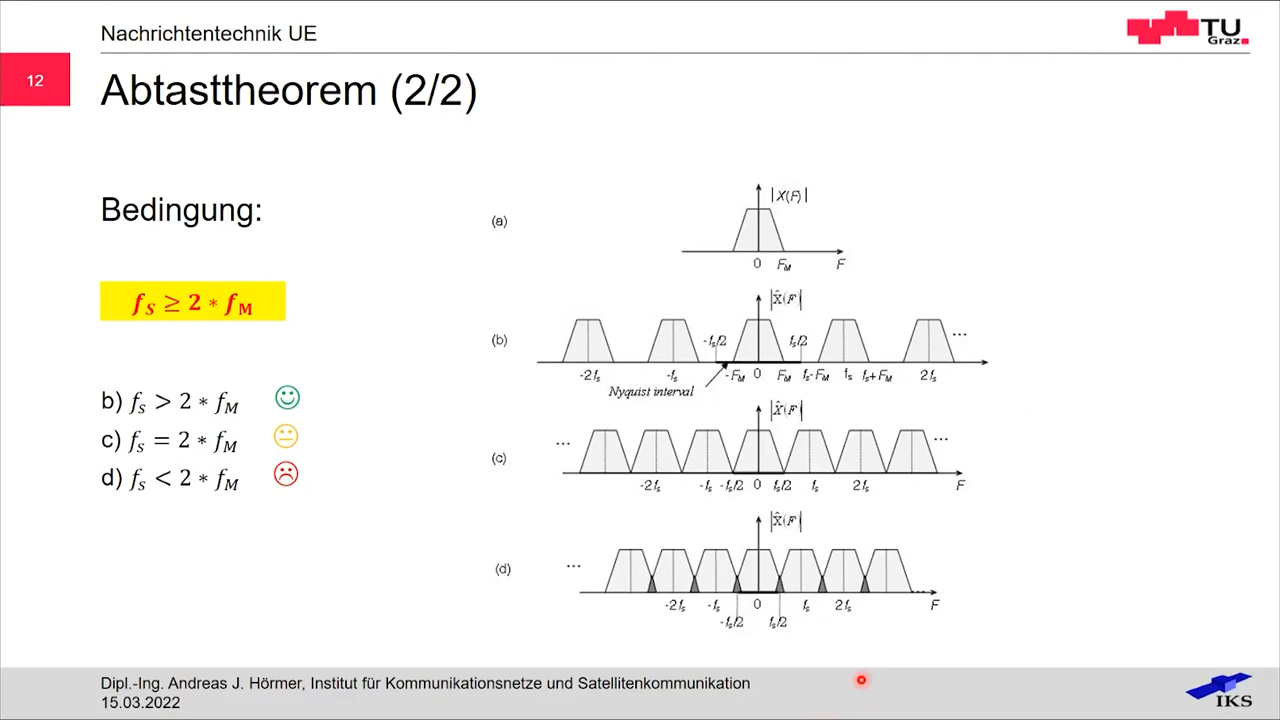 Nachrichtentechnik UE
TU Graz
12
Abtasttheorem (2/2)
Bedingung:
f_S ≥ 2 * f_M
b) f_s > 2 * f_M
c) f_s = 2 * f_M
d) f_s < 2 * f_M
(a)
|X(F)|
0 F_M F
(b)
|X̂(F)|
-f_s/2 f_s/2 ...
-2f_s -f_s -F_M 0 F_M f_s-F_M f_s f_s+F_M 2f_s
Nyquist interval
(c)
|X̂(F)|
... ...
-2f_s -f_s -f_s/2 0 f_s/2 f_s 2f_s F
(d)
|X̂(F)|
... ...
-2f_s -f_s 0 f_s 2f_s F
-f_s/2 f_s/2
Dipl.-Ing. Andreas J. Hörmer, Institut für Kommunikationsnetze und Satellitenkommunikation
15.03.2022
IKS